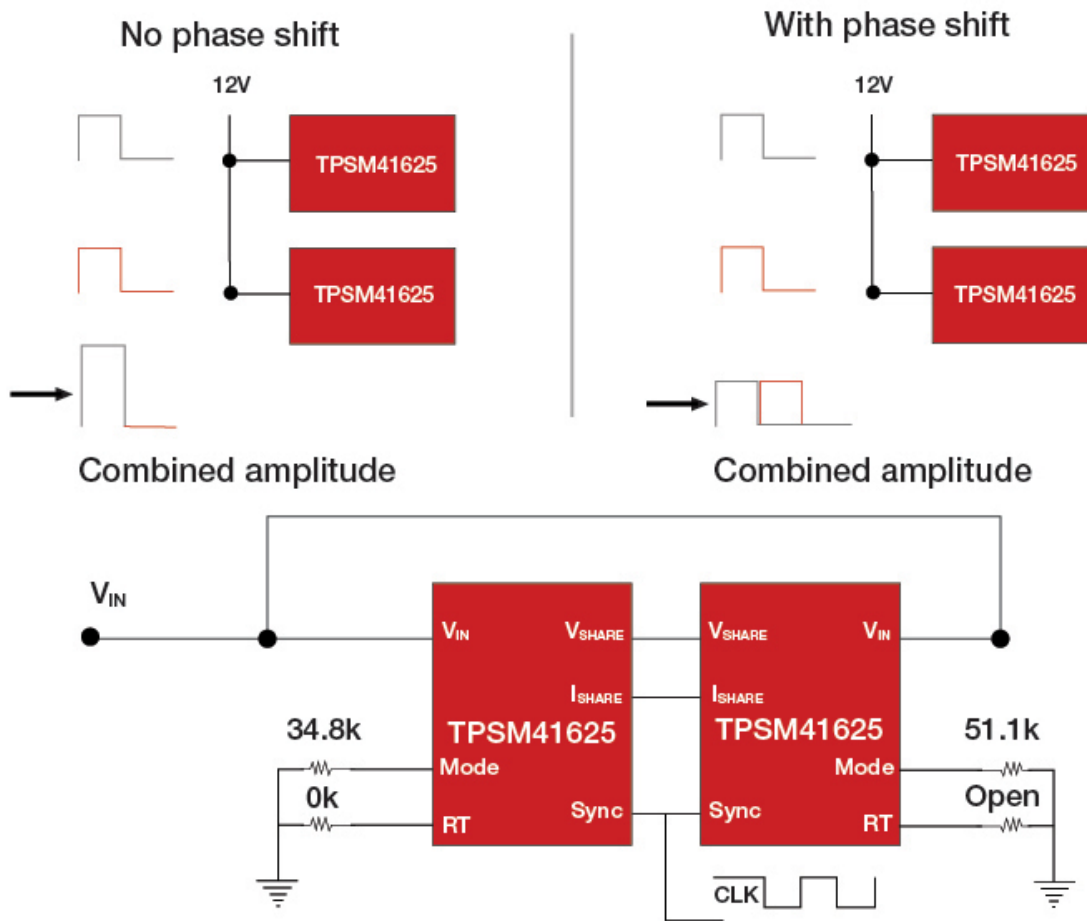 No phase shift
With phase shift
12V
12V
TPSM41625
TPSM41625
TPSM41625
TPSM41625
Combined amplitude
Combined amplitude
VIN
VIN
VSHARE
VSHARE
VIN
ISHARE
ISHARE
34.8k
TPSM41625
TPSM41625
51.1k
Mode
Mode
0k
Open
RT
Sync
Sync
RT
CLK